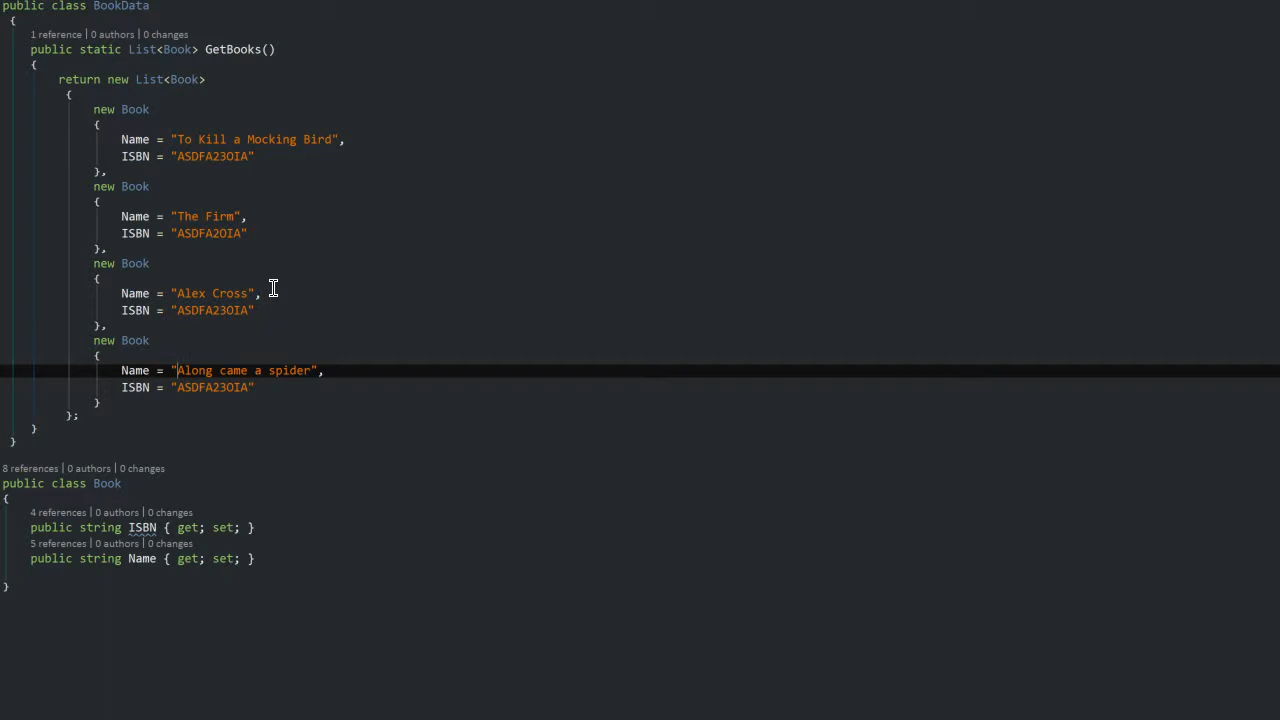 public class BookData
{
1 reference | 0 authors | 0 changes
public static List<Book> GetBooks()
{
return new List<Book>
{
new Book
{
Name = "To Kill a Mocking Bird",
ISBN = "ASDFA23OIA"
},
new Book
{
Name = "The Firm",
ISBN = "ASDFA2OIA"
},
new Book
{
Name = "Alex Cross",
ISBN = "ASDFA23OIA"
},
new Book
{
Name = "Along came a spider",
ISBN = "ASDFA23OIA"
}
};
}
}
8 references | 0 authors | 0 changes
public class Book
{
4 references | 0 authors | 0 changes
public string ISBN { get; set; }
5 references | 0 authors | 0 changes
public string Name { get; set; }
}